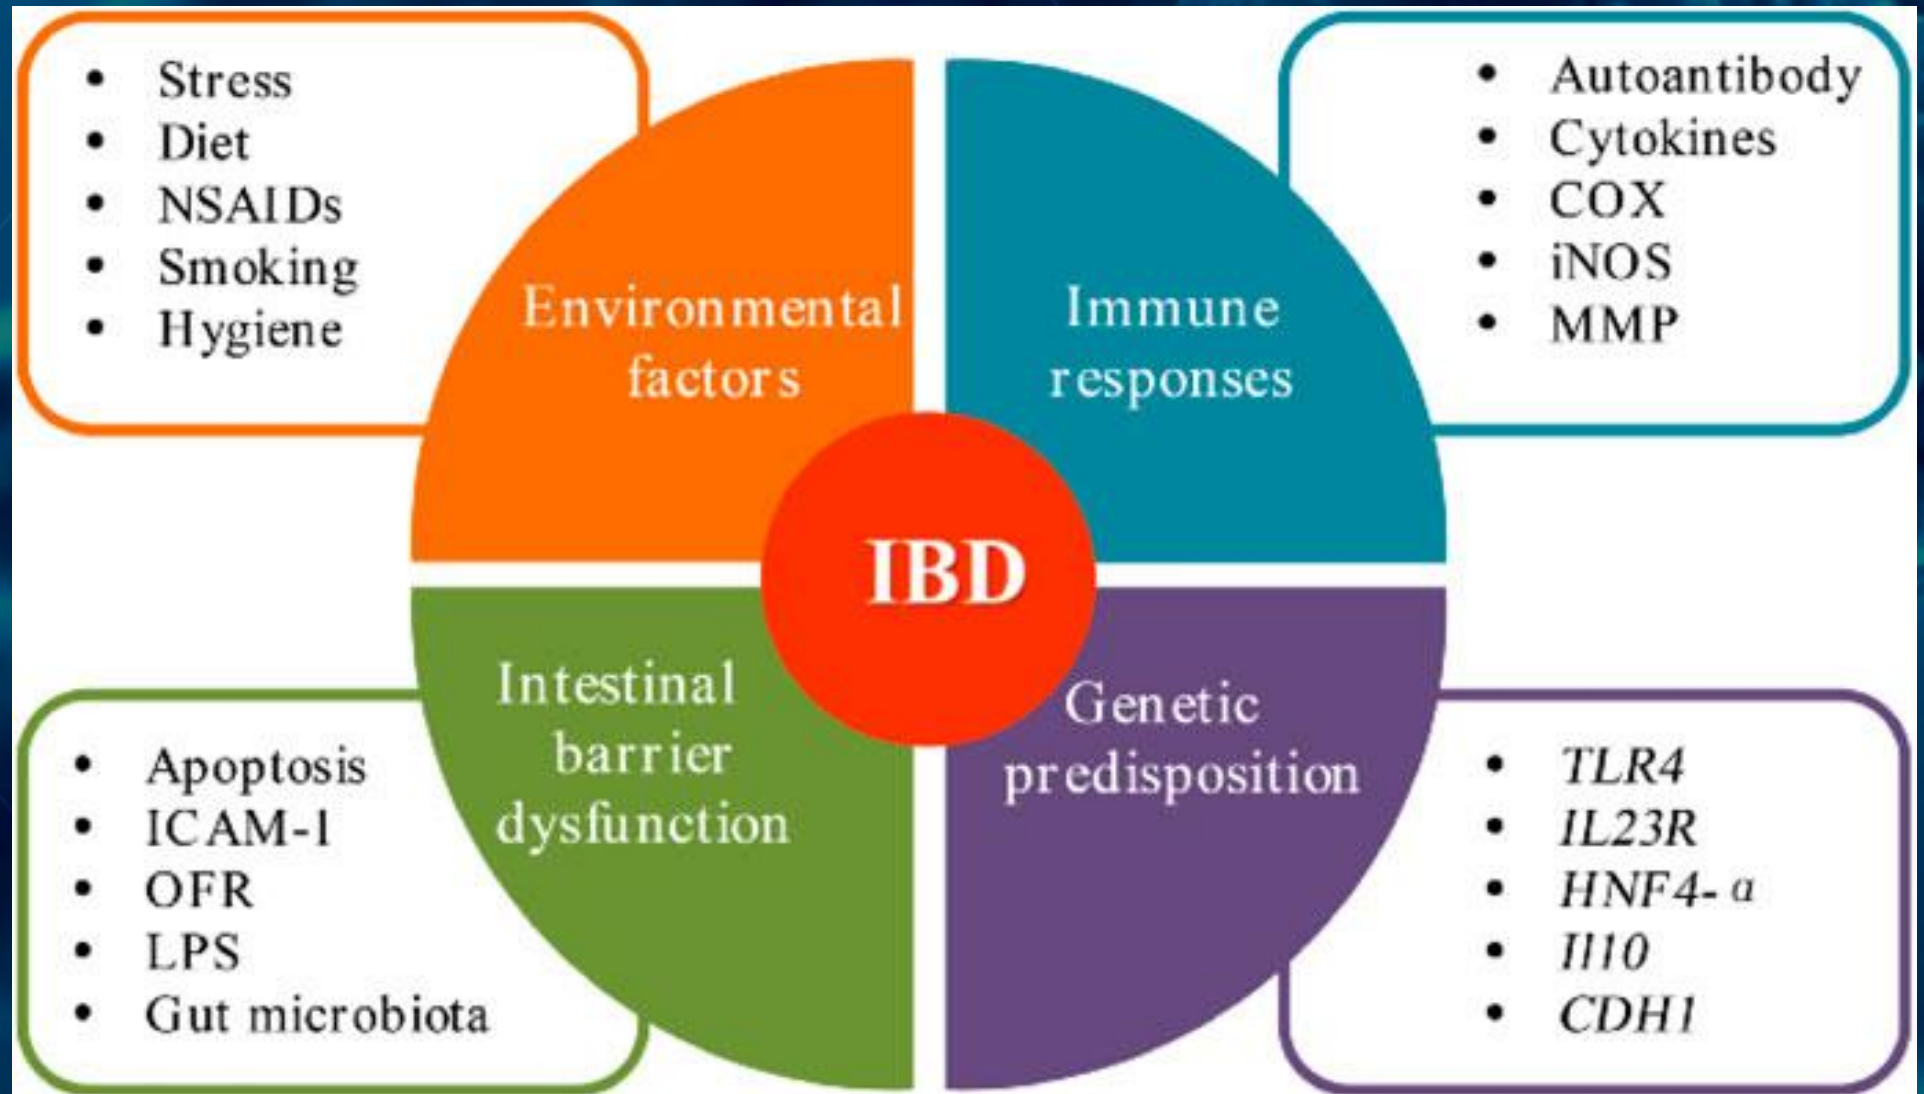 • Stress
• Diet
• NSAIDs
• Smoking
• Hygiene
Environmental
factors
• Autoantibody
• Cytokines
• COX
• iNOS
• MMP
Immune
responses
IBD
Intestinal
barrier
dysfunction
• Apoptosis
• ICAM-1
• OFR
• LPS
• Gut microbiota
Genetic
predisposition
• TLR4
• IL23R
• HNF4-α
• Il10
• CDH1